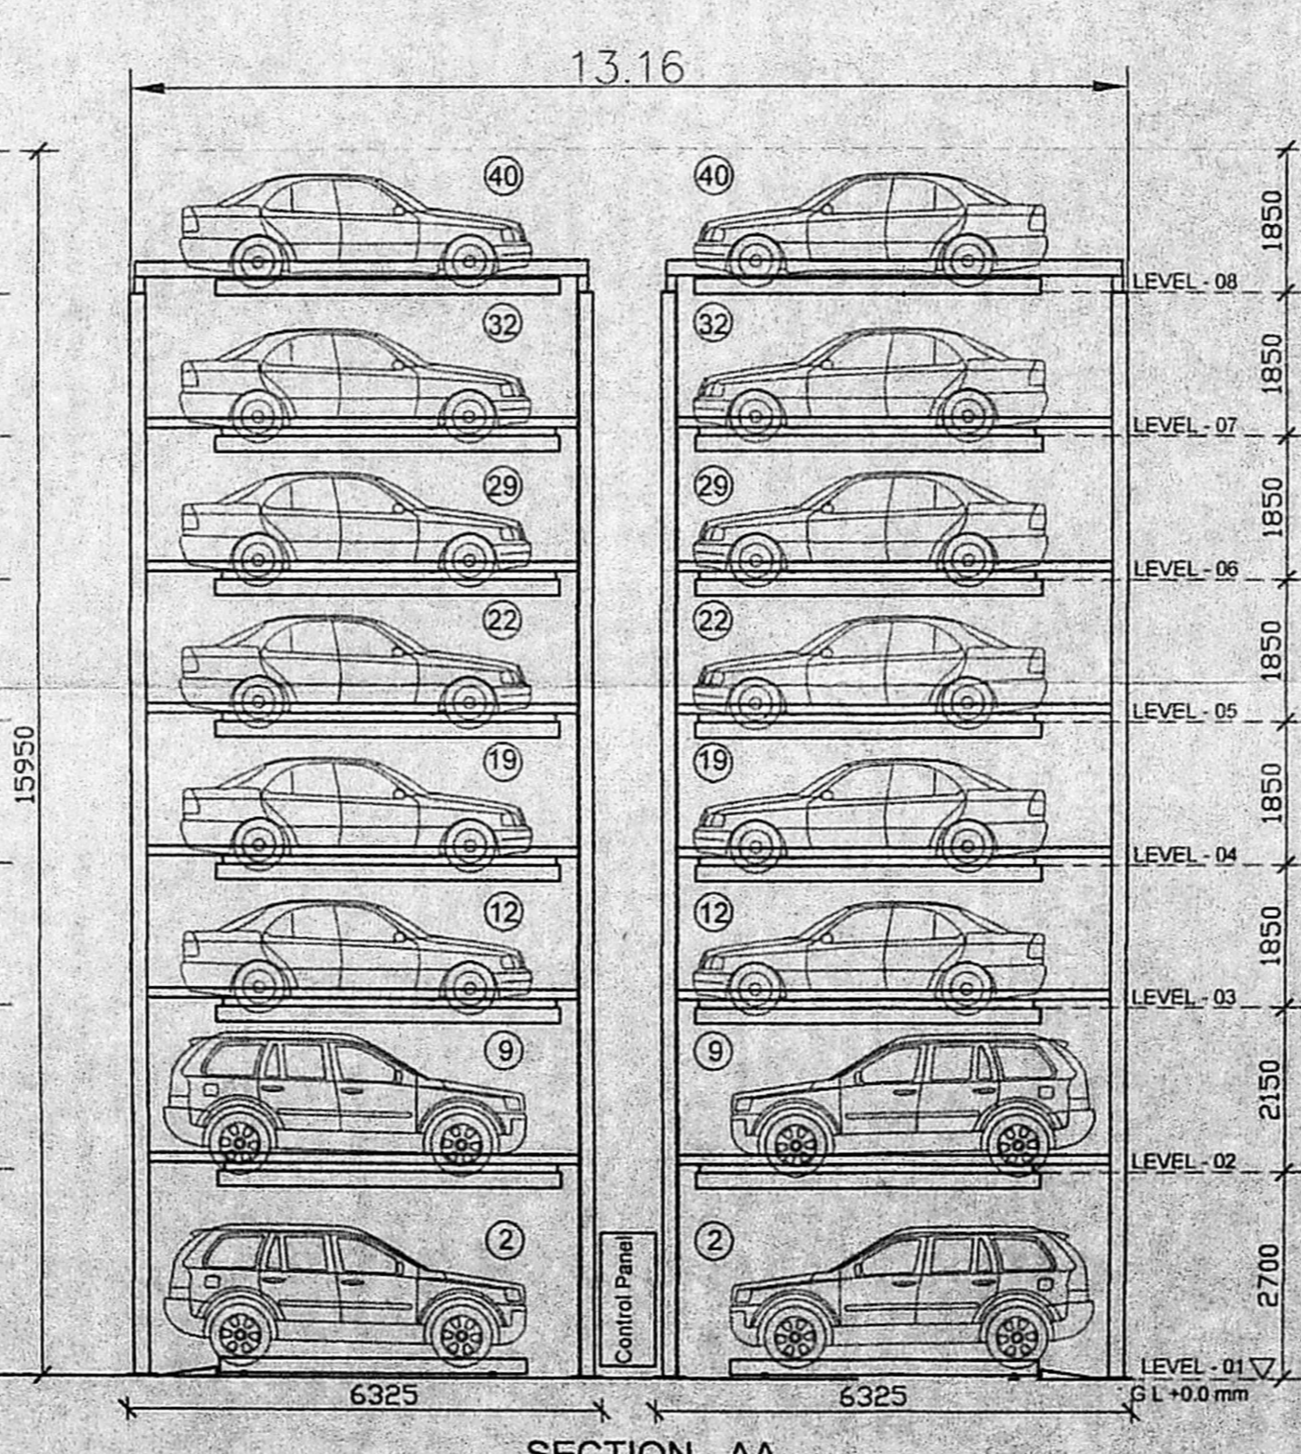 13.16
40 40
1850
LEVEL - 08
32 32
1850
LEVEL - 07
29 29
1850
LEVEL - 06
22 22
1850
LEVEL - 05
15950
19 19
1850
LEVEL - 04
12 12
1850
LEVEL - 03
9 9
2150
LEVEL - 02
2 2
Control Panel
2700
LEVEL - 01
G L +0.0 mm
6325 6325
SECTION - AA